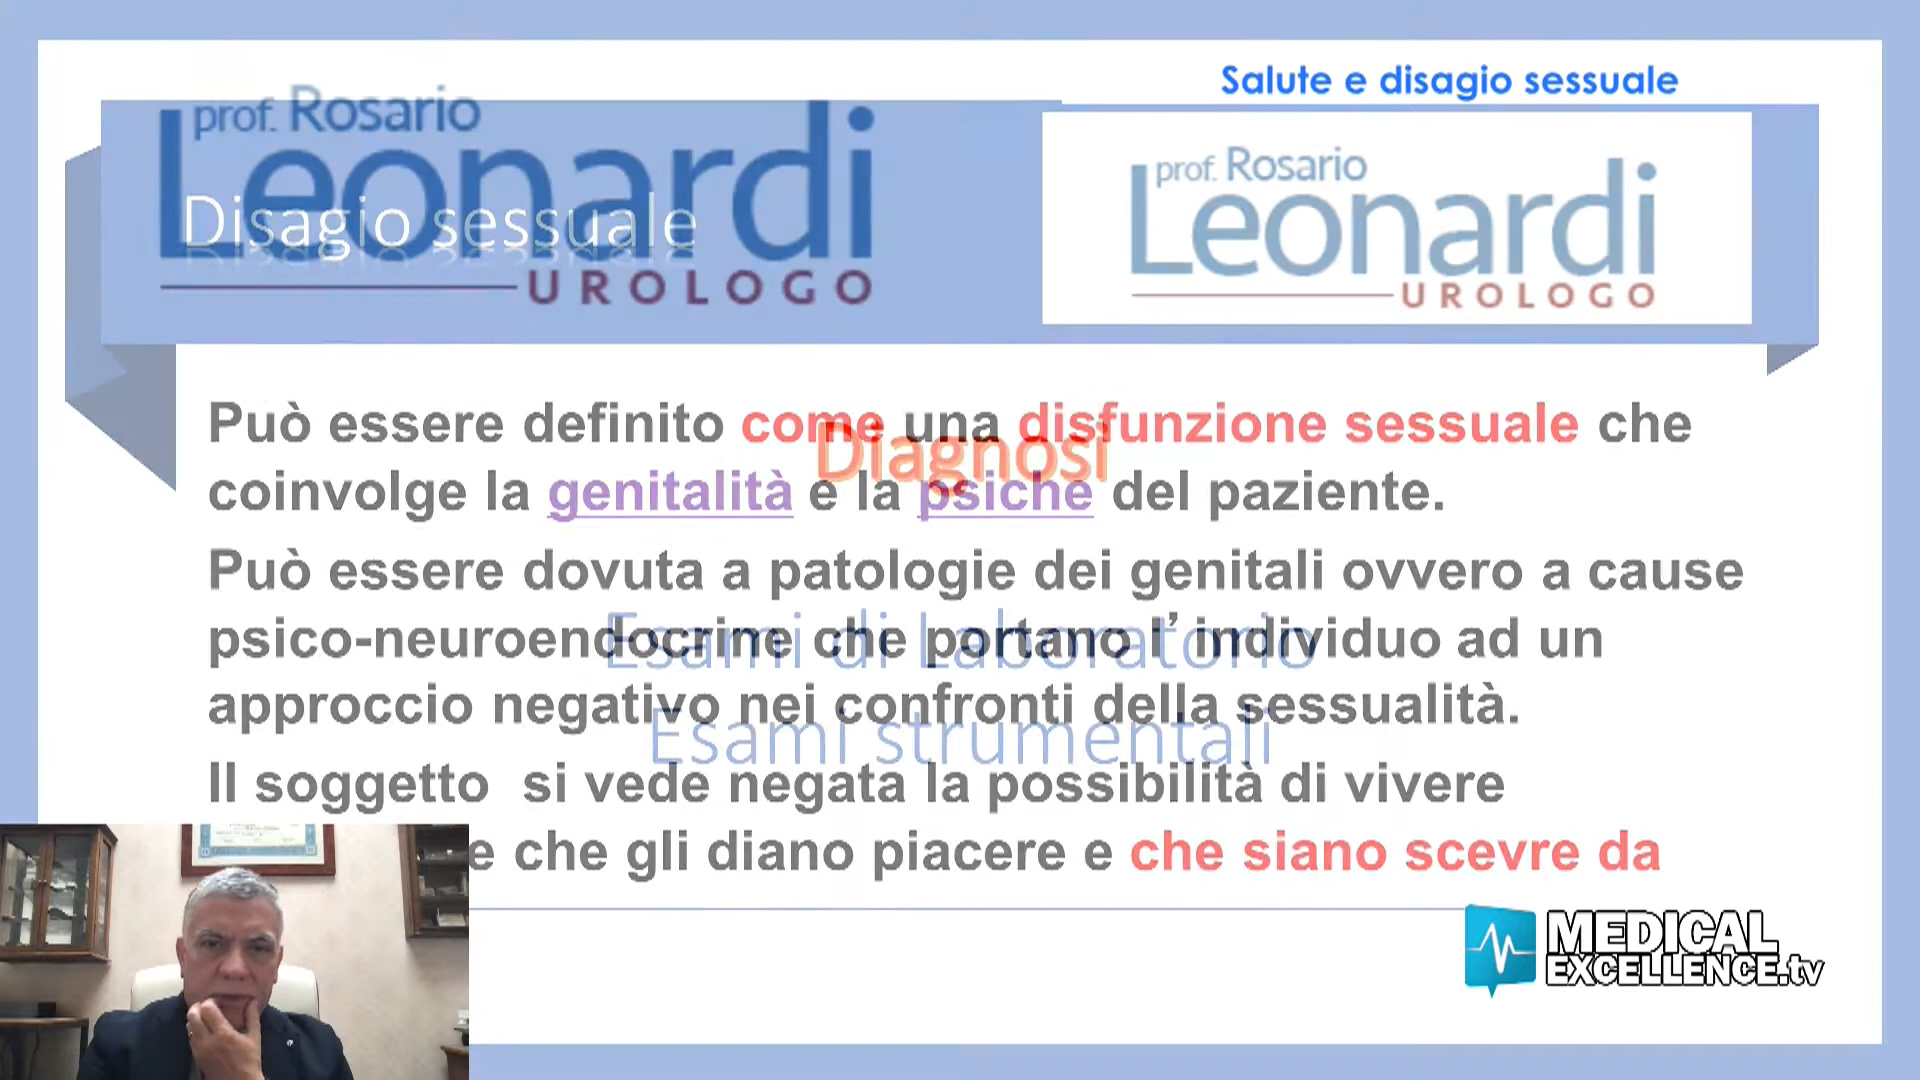 Salute e disagio sessuale
prof. Rosario
Leonardi
UROLOGO
Disagio sessuale
prof. Rosario
Leonardi
UROLOGO
Può essere definito come una disfunzione sessuale che
coinvolge la genitalità e la psiche del paziente.
Diagnosi
Può essere dovuta a patologie dei genitali ovvero a cause
psico-neuroendocrime che portano l’ individuo ad un
approccio negativo nei confronti della sessualità.
Esami di Laboratorio
Esami strumentali
Il soggetto si vede negata la possibilità di vivere
e che gli diano piacere e che siano scevre da
MEDICAL
EXCELLENCE.tv